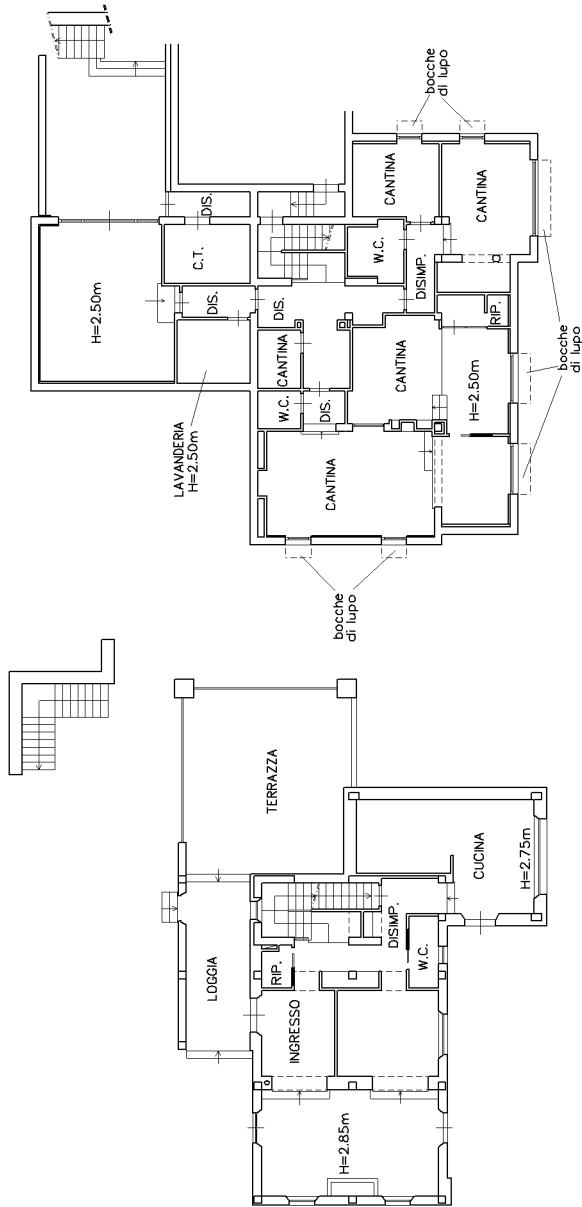 bocche
di lupo
CANTINA
CANTINA
DIS.
C.T.
W.C.
DISIMP.
H=2.50m
DIS.
DIS.
RIP.
bocche
di lupo
CANTINA
CANTINA
H=2.50m
W.C.
DIS.
LAVANDERIA
H=2.50m
CANTINA
bocche
di lupo
TERRAZZA
CUCINA
H=2.75m
DISIMP.
W.C.
LOGGIA
RIP.
INGRESSO
H=2.85m